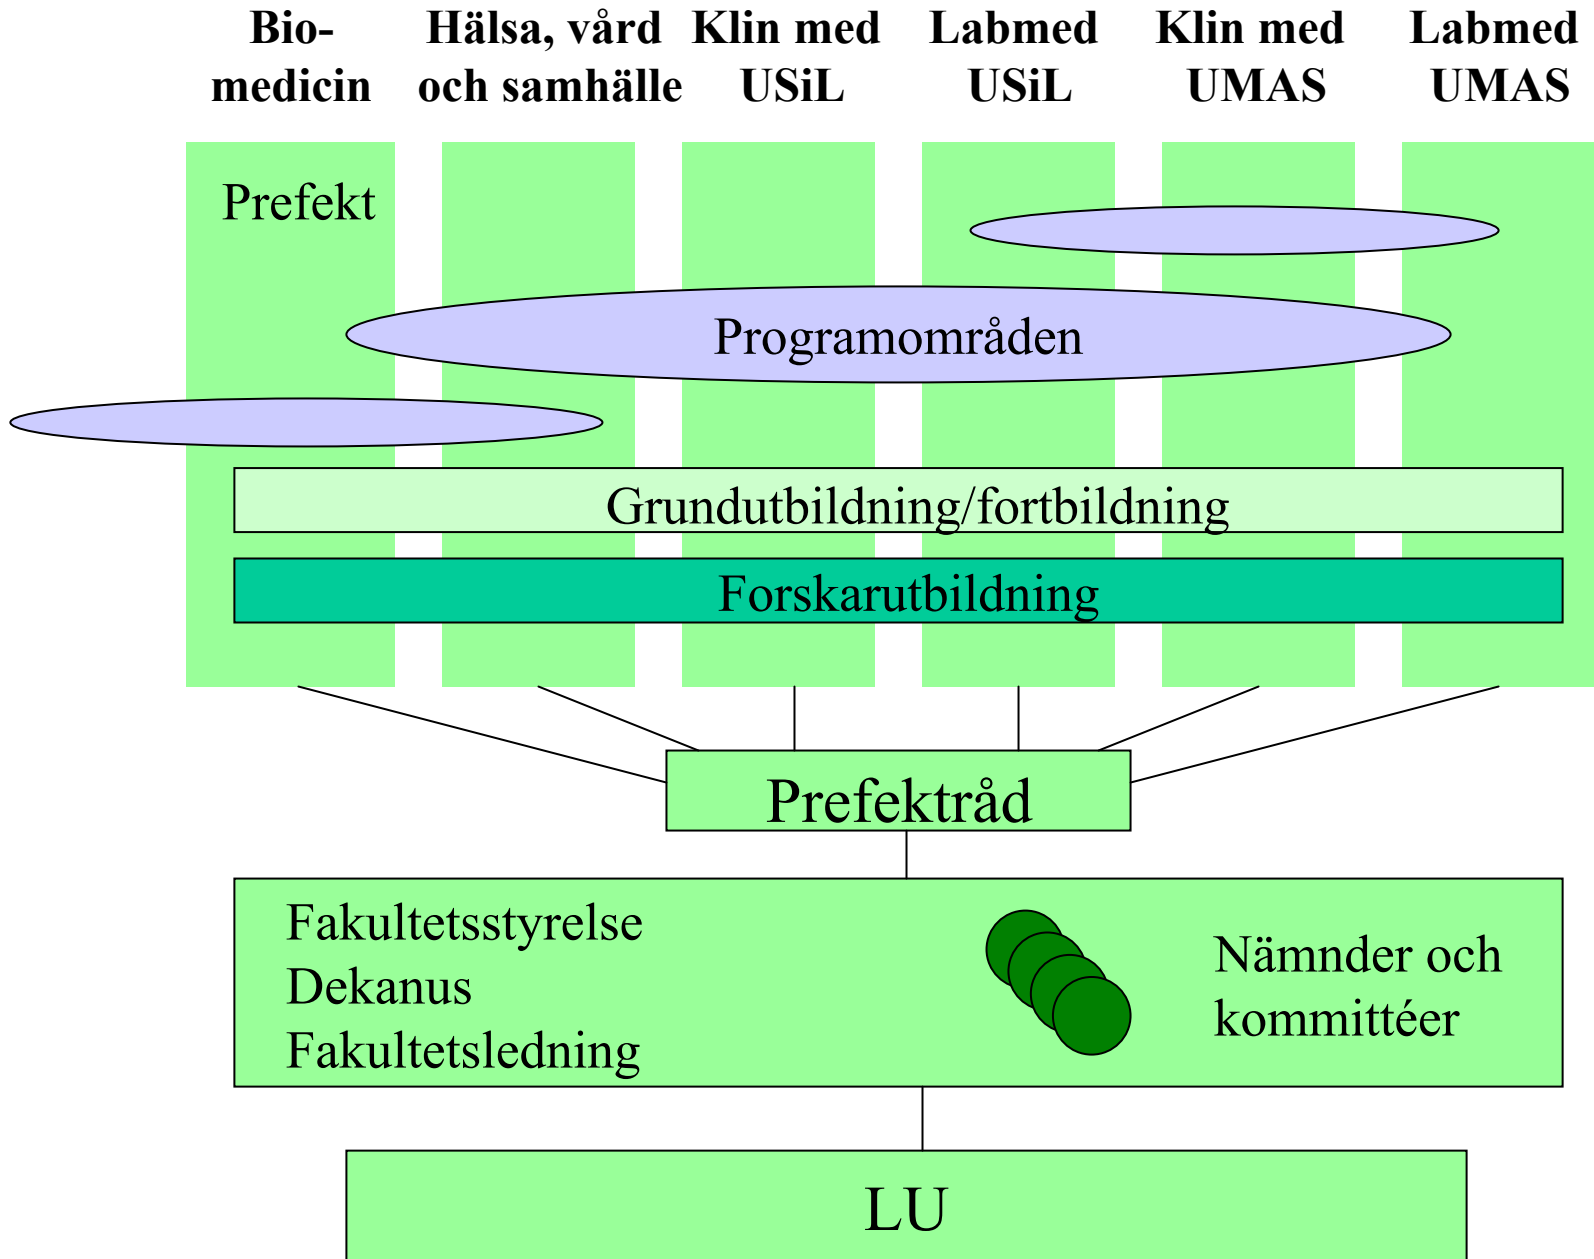 Bio-
medicin
Hälsa, vård
och samhälle
Klin med
USiL
Labmed
USiL
Klin med
UMAS
Labmed
UMAS
Prefekt
Programområden
Grundutbildning/fortbildning
Forskarutbildning
Prefektråd
Fakultetsstyrelse
Dekanus
Fakultetsledning
Nämnder och
kommittéer
LU